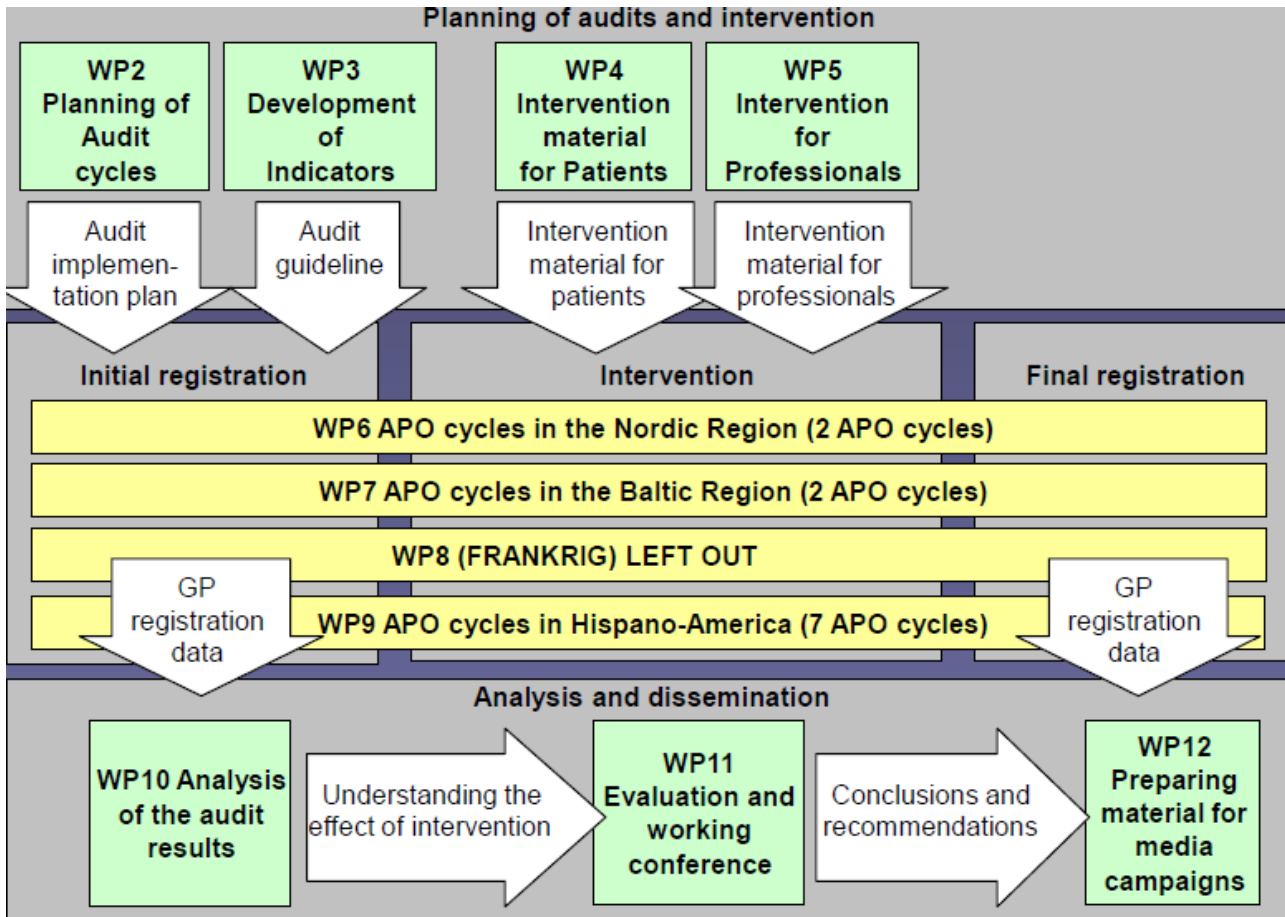 Planning of audits and intervention
WP2
Planning of
Audit
cycles
WP3
Development
of
Indicators
WP4
Intervention
material
for Patients
WP5
Intervention
for
Professionals
Audit
implemen-
tation plan
Audit
guideline
Intervention
material for
patients
Intervention
material for
professionals
Initial registration
Intervention
Final registration
WP6 APO cycles in the Nordic Region (2 APO cycles)
WP7 APO cycles in the Baltic Region (2 APO cycles)
WP8 (FRANKRIG) LEFT OUT
WP9 APO cycles in Hispano-America (7 APO cycles)
GP
registration
data
GP
registration
data
Analysis and dissemination
WP10 Analysis
of the audit
results
Understanding the
effect of intervention
WP11
Evaluation and
working
conference
Conclusions and
recommendations
WP12
Preparing
material for
media
campaigns